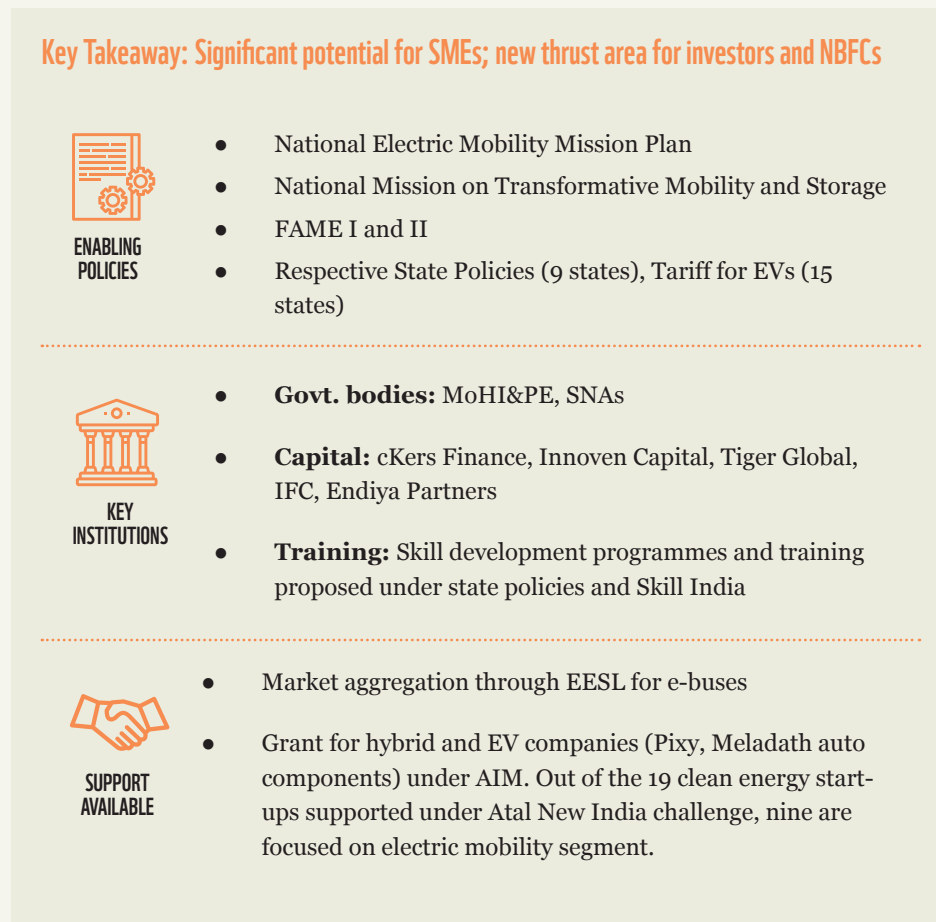 Key Takeaway: Significant potential for SMEs; new thrust area for investors and NBFCs
ENABLING
POLICIES
● National Electric Mobility Mission Plan
● National Mission on Transformative Mobility and Storage
● FAME I and II
● Respective State Policies (9 states), Tariff for EVs (15
states)
KEY
INSTITUTIONS
● Govt. bodies: MoHI&PE, SNAs
● Capital: cKers Finance, Innoven Capital, Tiger Global,
IFC, Endiya Partners
● Training: Skill development programmes and training
proposed under state policies and Skill India
SUPPORT
AVAILABLE
● Market aggregation through EESL for e-buses
● Grant for hybrid and EV companies (Pixy, Meladath auto
components) under AIM. Out of the 19 clean energy start-
ups supported under Atal New India challenge, nine are
focused on electric mobility segment.